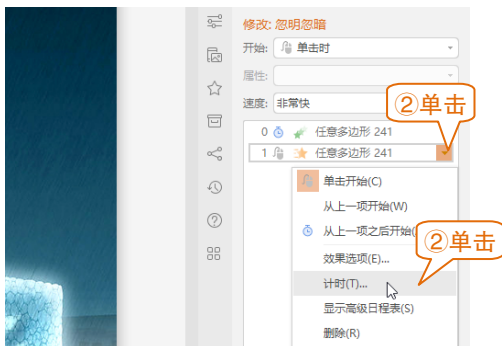 修改: 忽明忽暗
开始: 单击时
属性:
速度: 非常快
②单击
0 任意多边形 241
1 任意多边形 241
单击开始(C)
从上一项开始(W)
从上一项之后开始
②单击
效果选项(E)...
计时(T)...
显示高级日程表(S)
删除(R)